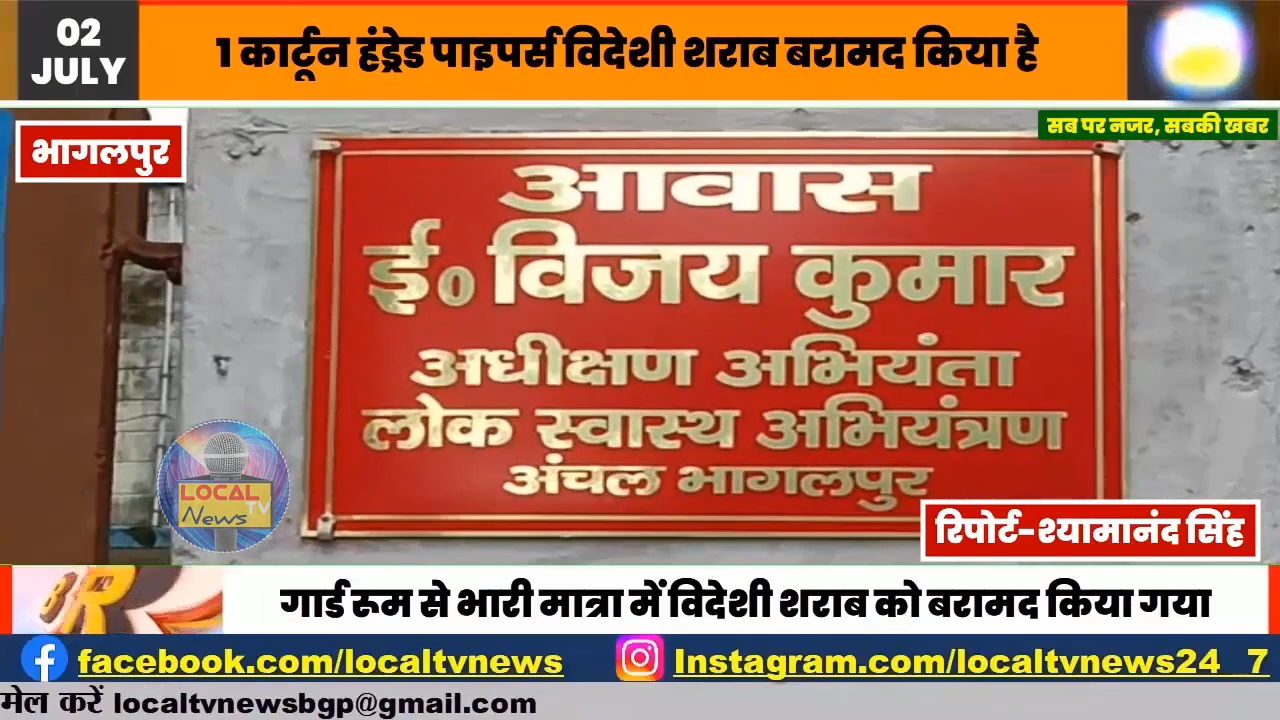 02
JULY
1 कार्टून हंड्रेड पाइपर्स विदेशी शराब बरामद किया है
सब पर नजर, सबकी खबर
भागलपुर
आवास
ई० विजय कुमार
अधीक्षण अभियंता
लोक स्वास्थ अभियंत्रण
अंचल भागलपुर
LOCAL
TV
News
रिपोर्ट-श्यामानंद सिंह
गार्ड रूम से भारी मात्रा में विदेशी शराब को बरामद किया गया
facebook.com/localtvnews
Instagram.com/localtvnews24_7
मेल करें localtvnewsbgp@gmail.com